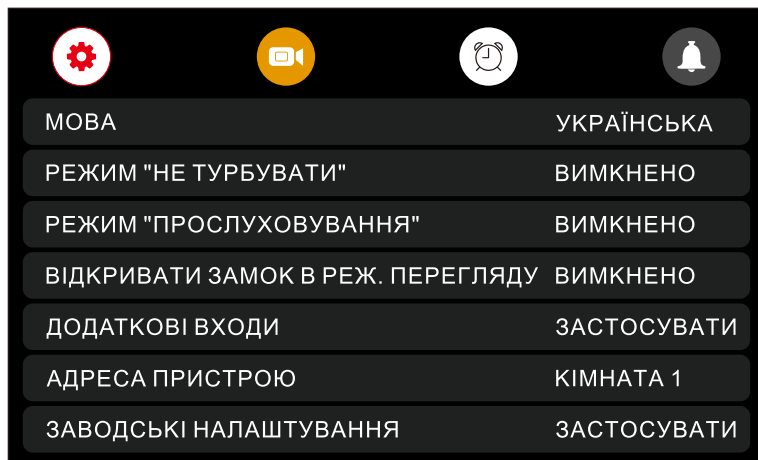 МОВА УКРАЇНСЬКА
РЕЖИМ "НЕ ТУРБУВАТИ" ВИМКНЕНО
РЕЖИМ "ПРОСЛУХОВУВАННЯ" ВИМКНЕНО
ВІДКРИВАТИ ЗАМОК В РЕЖ. ПЕРЕГЛЯДУ ВИМКНЕНО
ДОДАТКОВІ ВХОДИ ЗАСТОСУВАТИ
АДРЕСА ПРИСТРОЮ КІМНАТА 1
ЗАВОДСЬКІ НАЛАШТУВАННЯ ЗАСТОСУВАТИ